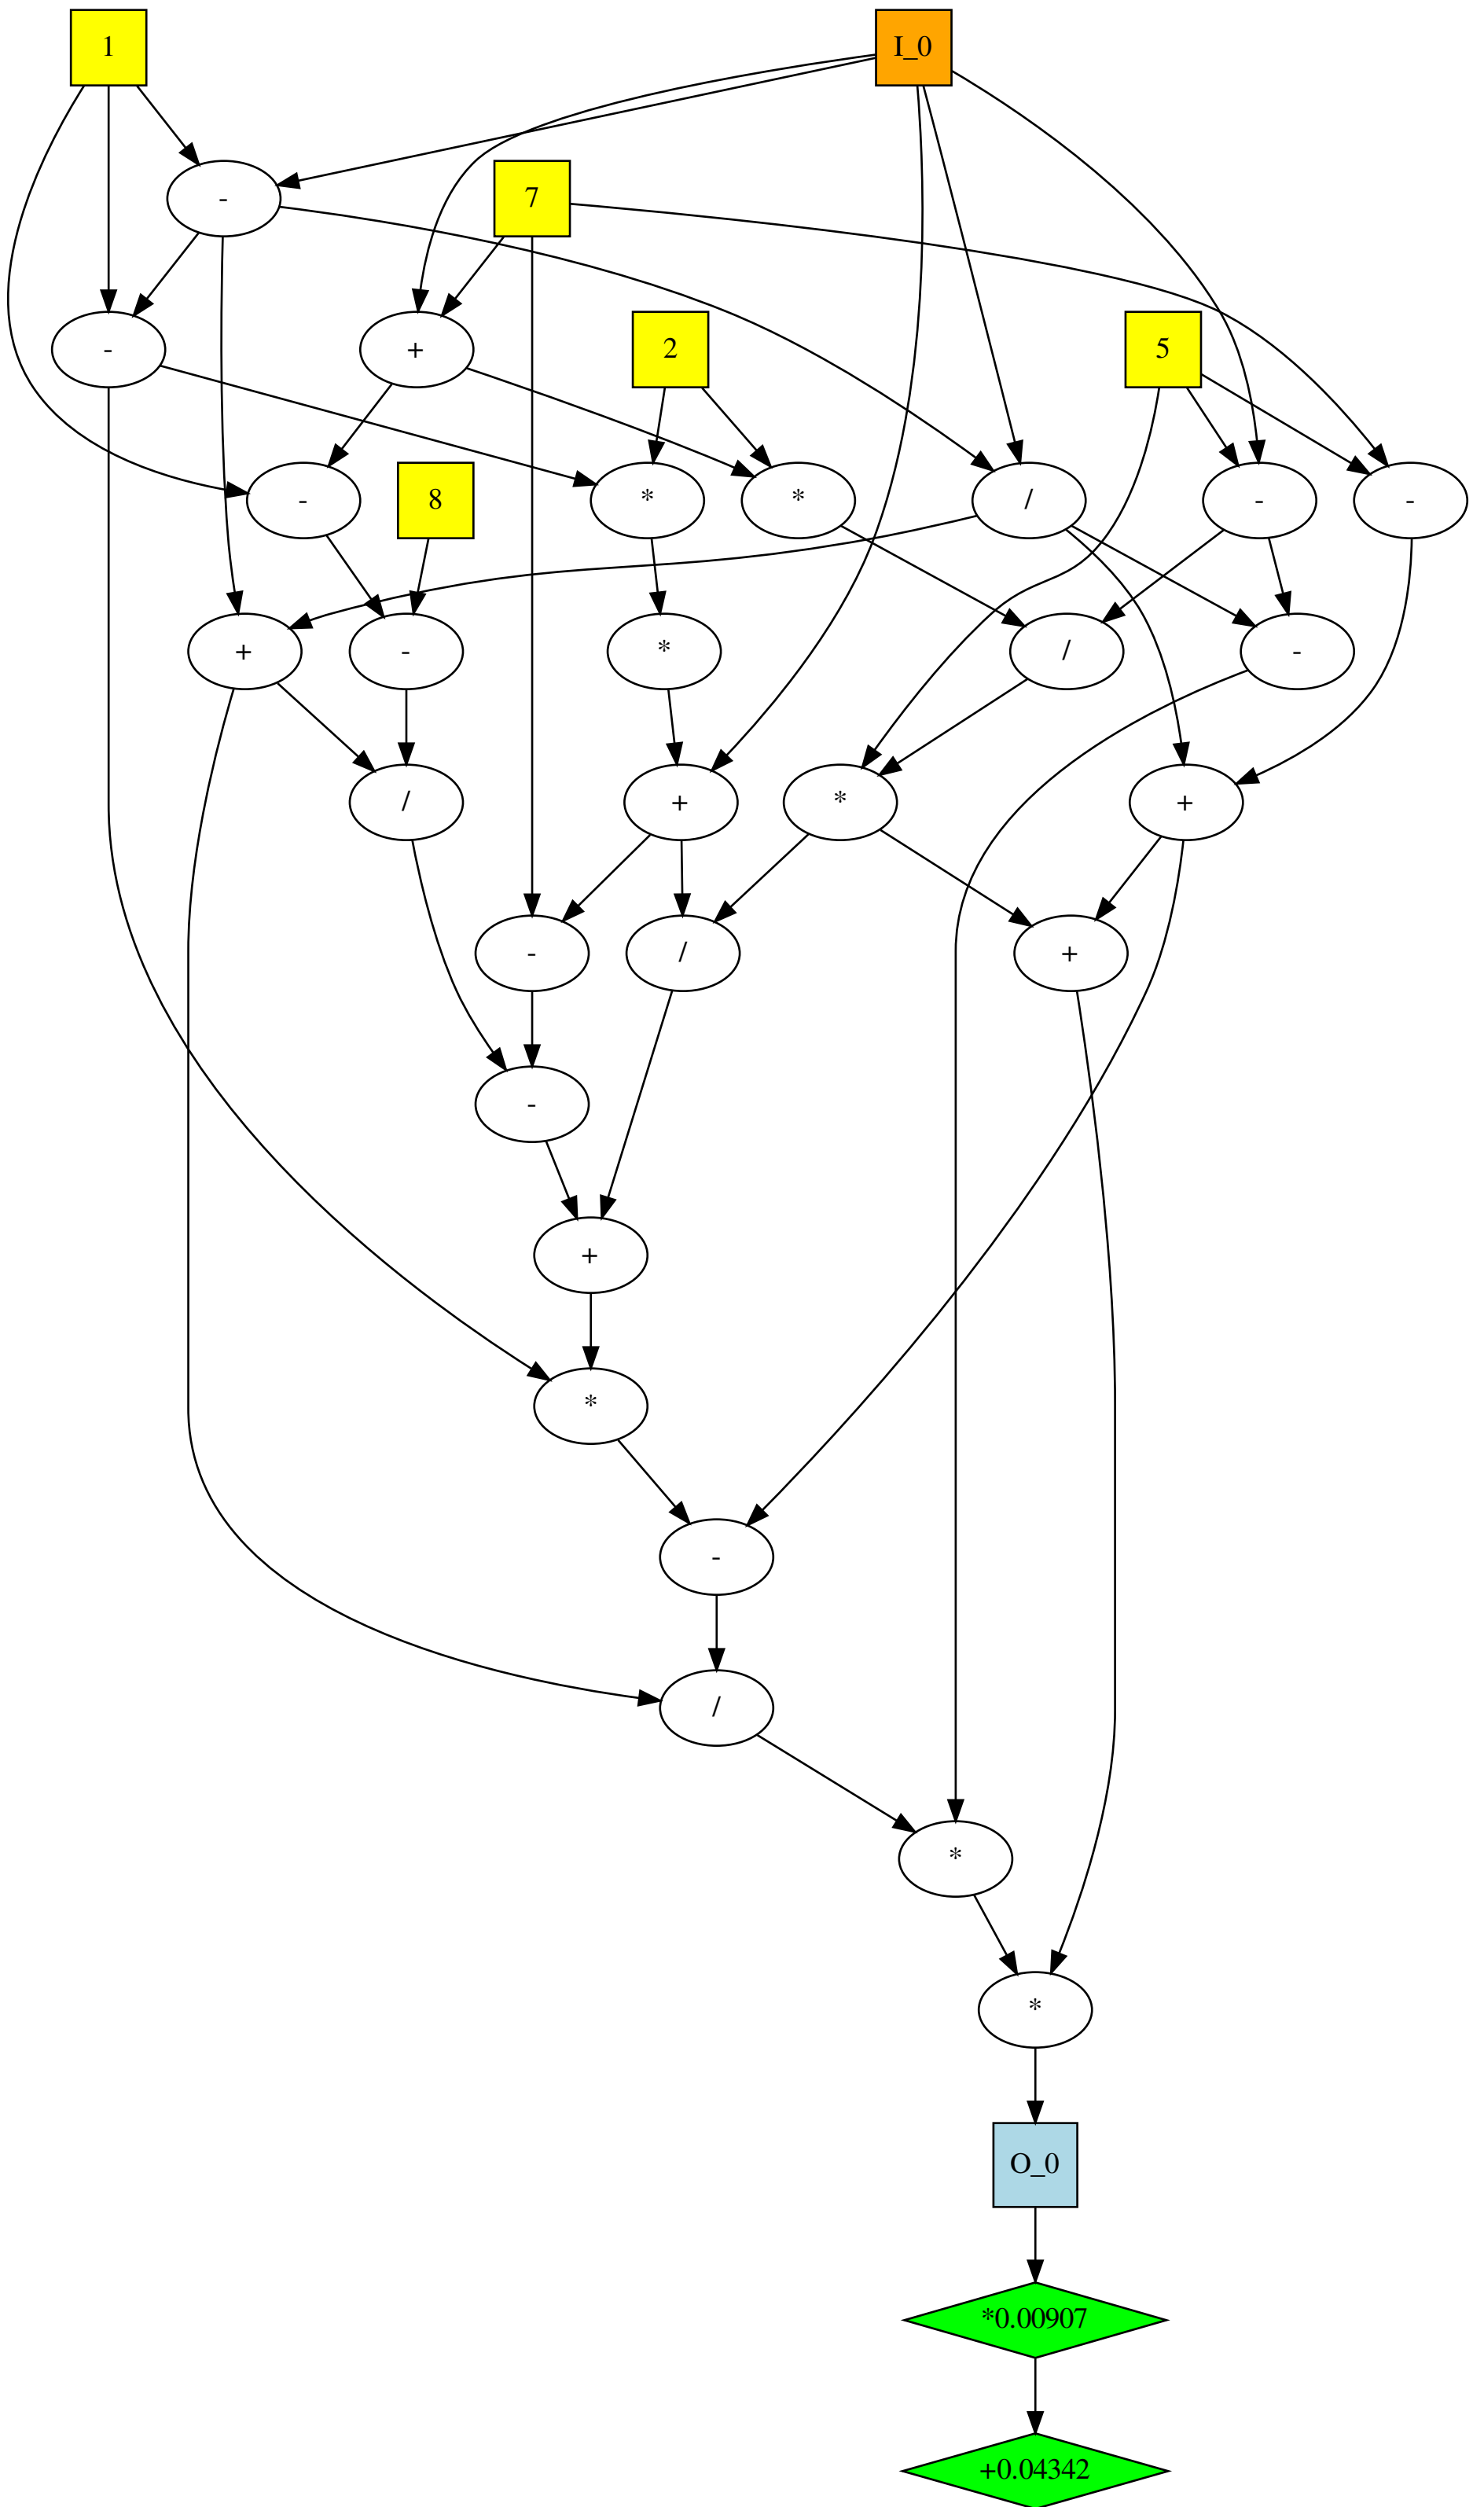 1 I_0
- 7
- + 2 5
- 8 * * / - -
+ - * / -
/ + * +
- / +
-
+
*
-
/
*
*
O_0
*0.00907
+0.04342